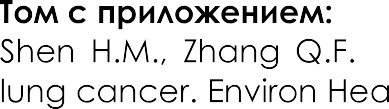 Том с приложением:
Shen H.M., Zhang Q.F.
lung cancer. Environ Hea